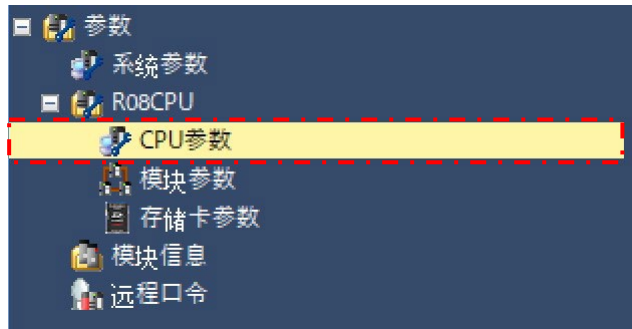 参数
系统参数
R08CPU
CPU参数
模块参数
存储卡参数
模块信息
远程口令